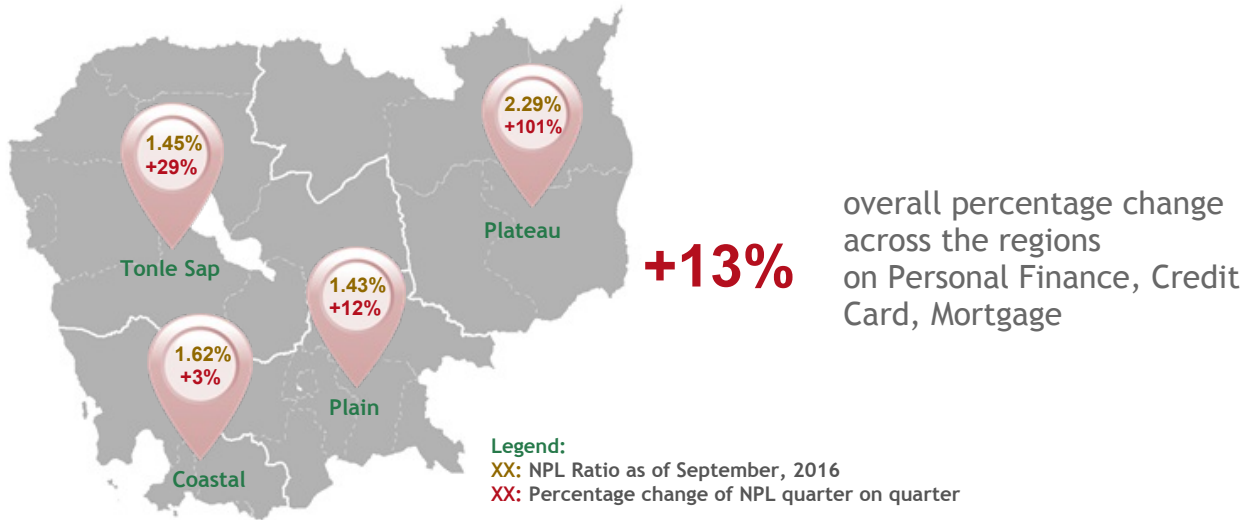 2.29%
+101%
Plateau
1.45%
+29%
Tonle Sap
1.43%
+12%
Plain
1.62%
+3%
Coastal
+13%
overall percentage change
across the regions
on Personal Finance, Credit
Card, Mortgage
Legend:
XX: NPL Ratio as of September, 2016
XX: Percentage change of NPL quarter on quarter